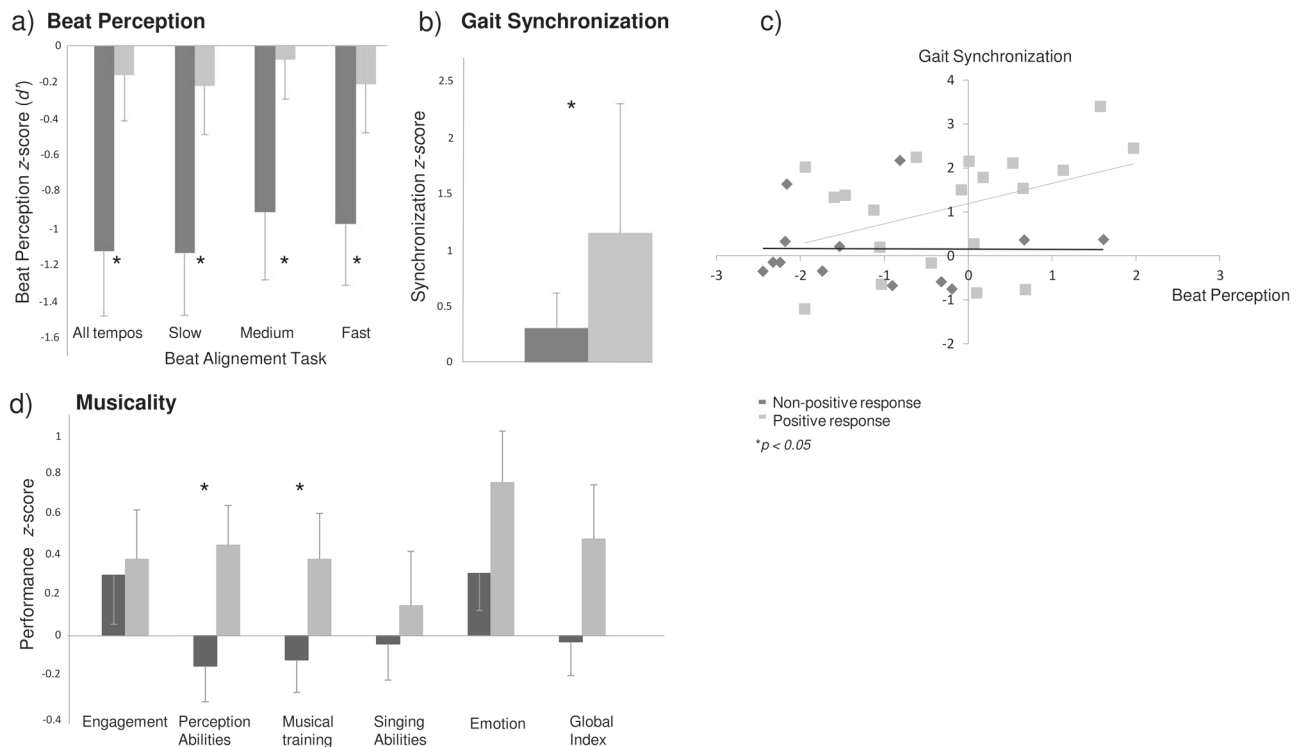 a) Beat Perception
0
-0.2
-0.4
-0.6
-0.8
-1
-1.2
-1.4
-1.6
Beat Perception z-score (d')
* * * *
All tempos Slow Medium Fast
Beat Alignement Task
b) Gait Synchronization
2.5
2
1.5
1
0.5
0
Synchronization z-score
*
c)
Gait Synchronization
4
3
2
1
0
-1
-2
-3 -2 -1 0 1 2 3
Beat Perception
Non-positive response
Positive response
*p < 0.05
d) Musicality
1
0.8
0.6
0.4
0.2
0
-0.2
-0.4
Performance z-score
* *
Engagement Perception Musical Singing Emotion Global
Abilities training Abilities Index